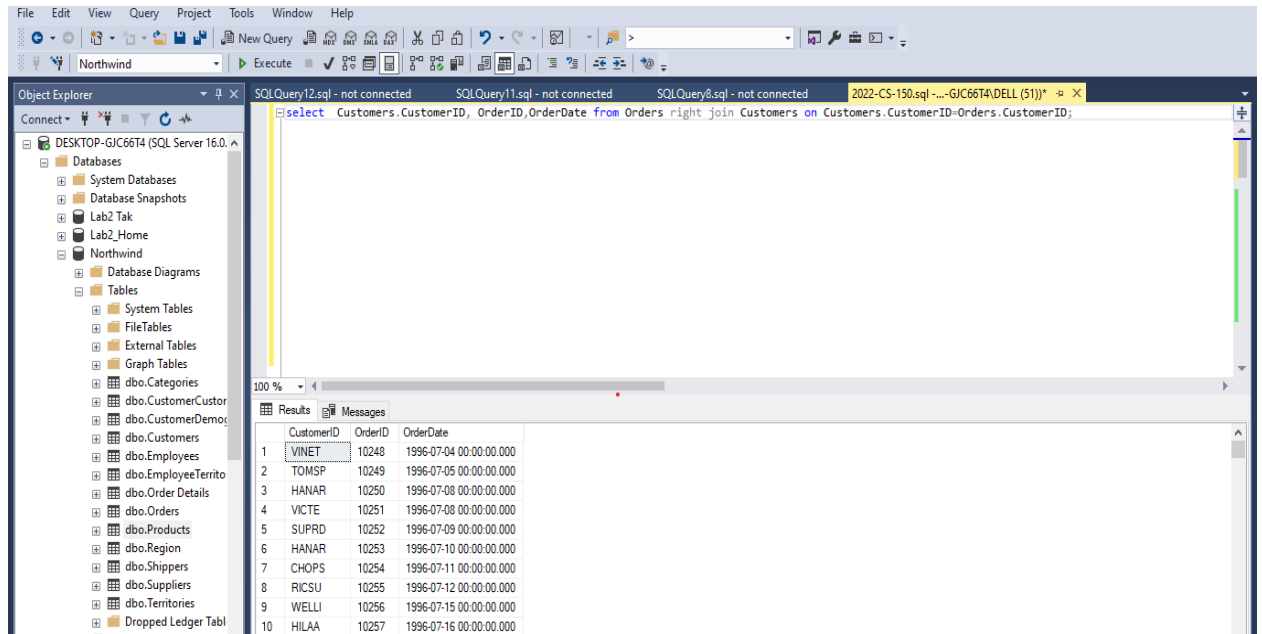 File Edit View Query Project Tools Window Help
New Query MDX DMX XMLA DAX >
Northwind Execute
Object Explorer
SQLQuery12.sql - not connected SQLQuery11.sql - not connected SQLQuery8.sql - not connected 2022-CS-150.sql -...-GJC66T4\DELL (51))*
Connect
select Customers.CustomerID, OrderID,OrderDate from Orders right join Customers on Customers.CustomerID=Orders.CustomerID;
DESKTOP-GJC66T4 (SQL Server 16.0.
Databases
System Databases
Database Snapshots
Lab2 Tak
Lab2_Home
Northwind
Database Diagrams
Tables
System Tables
FileTables
External Tables
Graph Tables
dbo.Categories
dbo.CustomerCustor
dbo.CustomerDemog
dbo.Customers
dbo.Employees
dbo.EmployeeTerrito
dbo.Order Details
dbo.Orders
dbo.Products
dbo.Region
dbo.Shippers
dbo.Suppliers
dbo.Territories
Dropped Ledger Tabl
100 %
Results Messages
CustomerID OrderID OrderDate
1 VINET 10248 1996-07-04 00:00:00.000
2 TOMSP 10249 1996-07-05 00:00:00.000
3 HANAR 10250 1996-07-08 00:00:00.000
4 VICTE 10251 1996-07-08 00:00:00.000
5 SUPRD 10252 1996-07-09 00:00:00.000
6 HANAR 10253 1996-07-10 00:00:00.000
7 CHOPS 10254 1996-07-11 00:00:00.000
8 RICSU 10255 1996-07-12 00:00:00.000
9 WELLI 10256 1996-07-15 00:00:00.000
10 HILAA 10257 1996-07-16 00:00:00.000